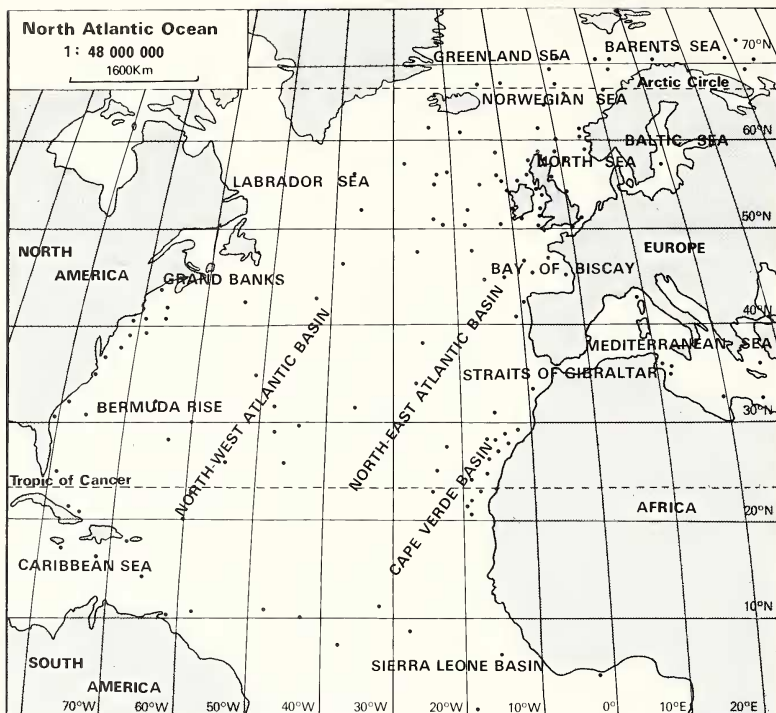 North Atlantic Ocean
1: 48 000 000
1600Km
GREENLAND SEA
BARENTS SEA
70°N
Arctic Circle
NORWEGIAN SEA
60°N
BALTIC SEA
NORTH SEA
LABRADOR SEA
50°N
NORTH
AMERICA
EUROPE
GRAND BANKS
BAY OF BISCAY
40°N
MEDITERRANEAN SEA
STRAITS OF GIBRALTAR
NORTH-WEST ATLANTIC BASIN
NORTH-EAST ATLANTIC BASIN
BERMUDA RISE
30°N
Tropic of Cancer
CAPE VERDE BASIN
AFRICA
20°N
CARIBBEAN SEA
10°N
SOUTH
AMERICA
SIERRA LEONE BASIN
70°W
60°W
50°W
40°W
30°W
20°W
10°W
0°
10°E
20°E